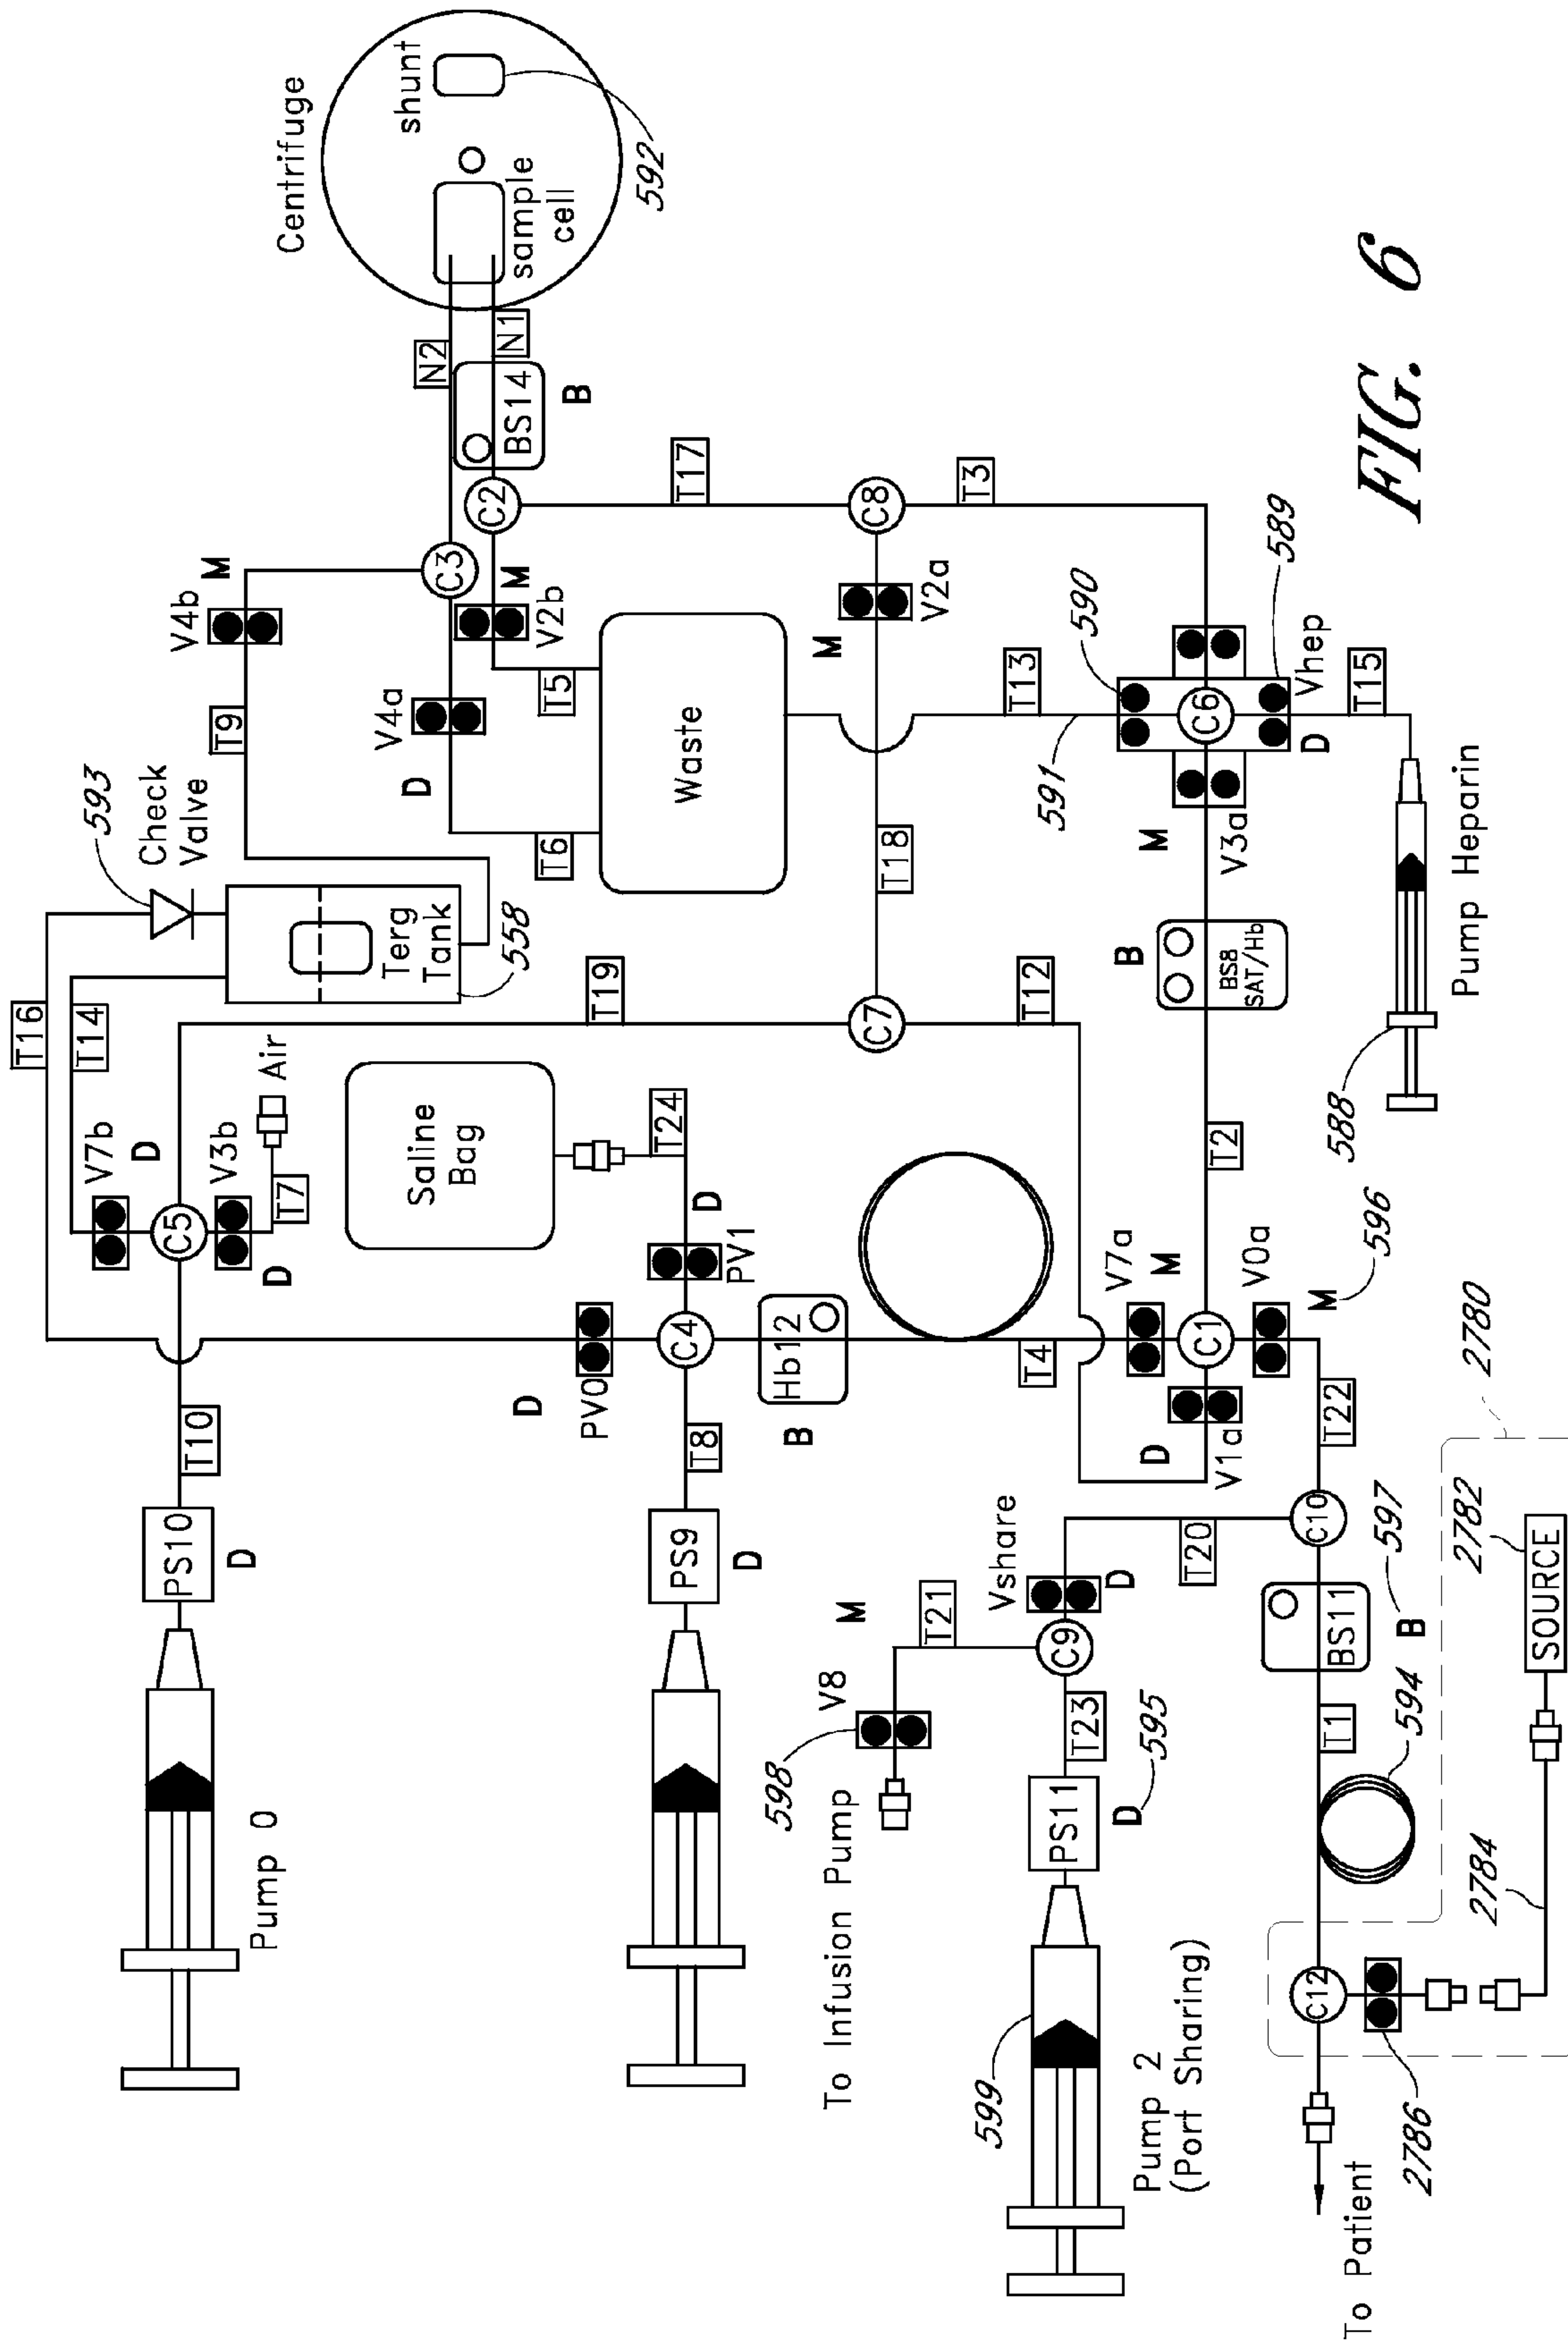 Centrifuge
shunt
sample
cell
592
N2
N1
BS14
B
C2
C3
M
V4b
T9
M
V2b
V4a
D
T5
T6
T17
C8
T3
Waste
M
V2a
T13
591
590
589
C6
Vhep
D
T15
M
V3a
T18
C7
593
Check
Valve
Terg
Tank
558
T16
T14
T19
T12
V7b
D
Air
V3b
T7
D
C5
Saline
Bag
T24
D
PV1
PV0
D
C4
Hb12
B
T4
V7a
M
C1
V0a
M
596
D
V1a
T2
B
BS8
SAT/Hb
588
Pump Heparin
T10
PS10
D
Pump 0
T8
PS9
D
T22
C10
T20
Vshare
D
C9
T21
M
V8
598
To Infusion Pump
T23
PS11
D
595
599
Pump 2
(Port Sharing)
BS11
B
597
T1
594
C12
2780
2782
SOURCE
2784
2786
To Patient
FIG. 6